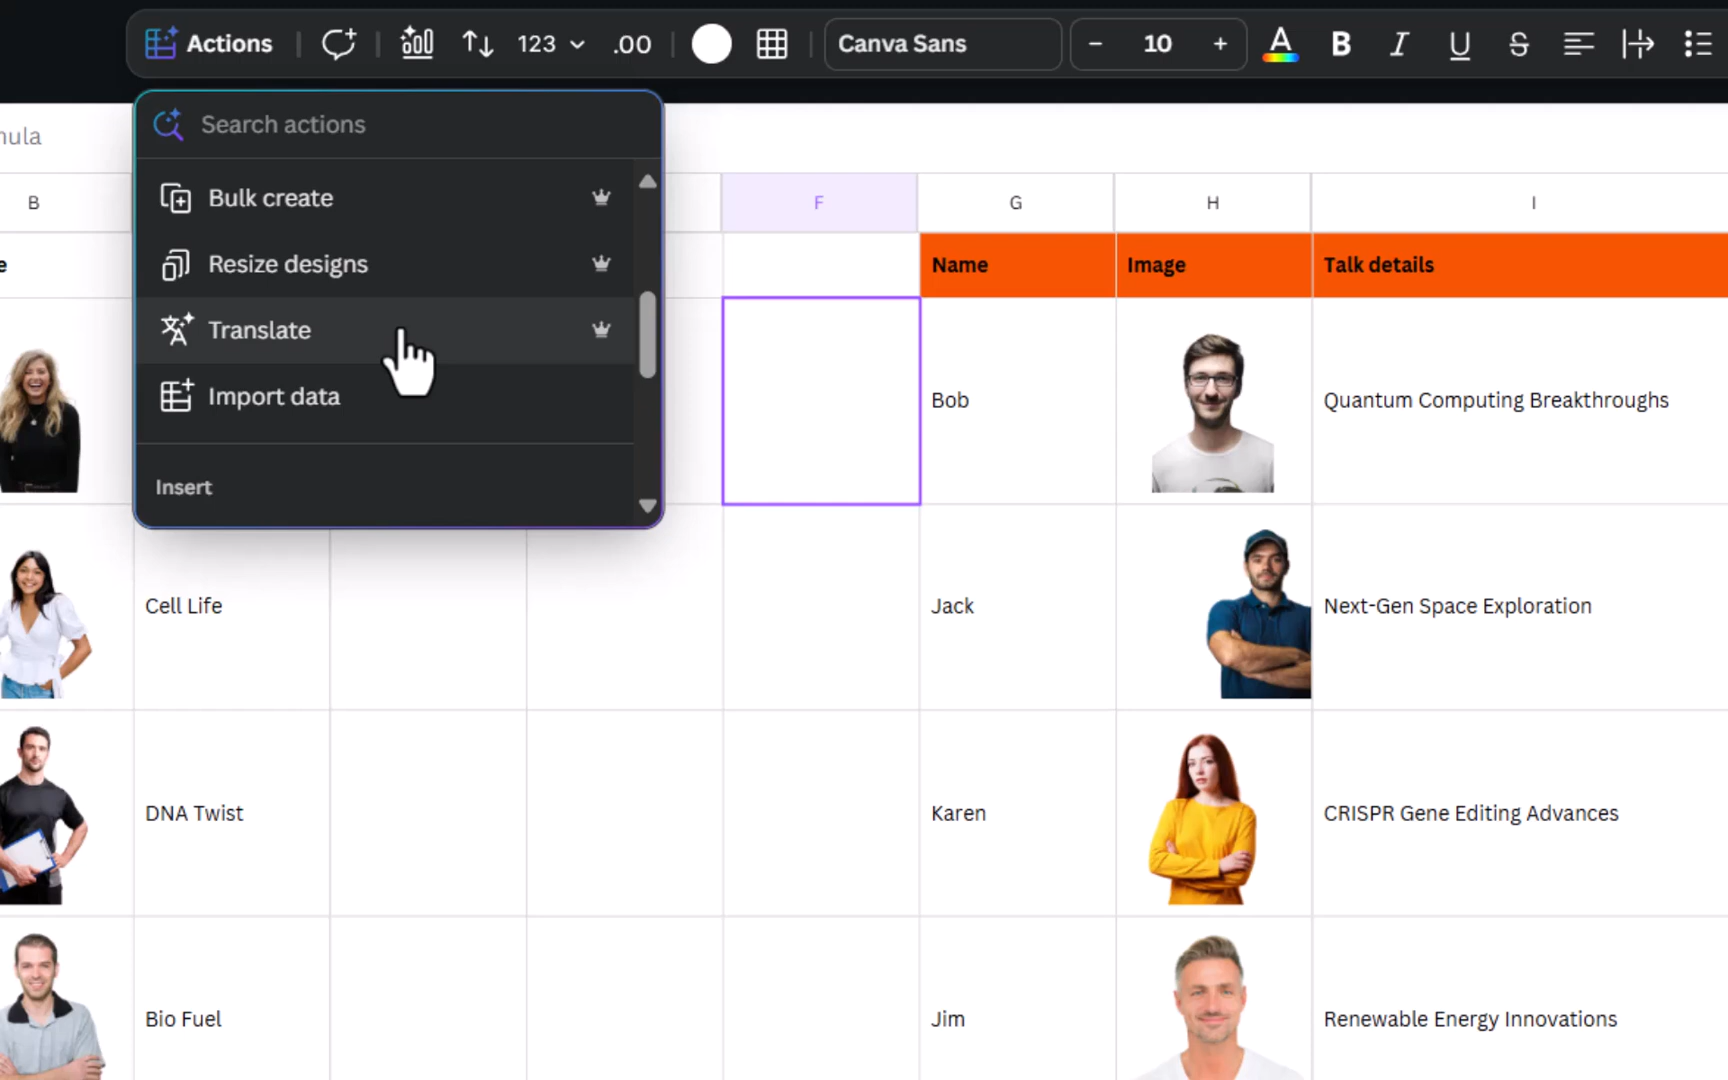 Actions 123 .00 Canva Sans - 10 + A B I U S
Search actions
nula
Bulk create
Resize designs
Translate
Import data
Insert
B F G H I
e Name Image Talk details
Bob Quantum Computing Breakthroughs
Cell Life Jack Next-Gen Space Exploration
DNA Twist Karen CRISPR Gene Editing Advances
Bio Fuel Jim Renewable Energy Innovations